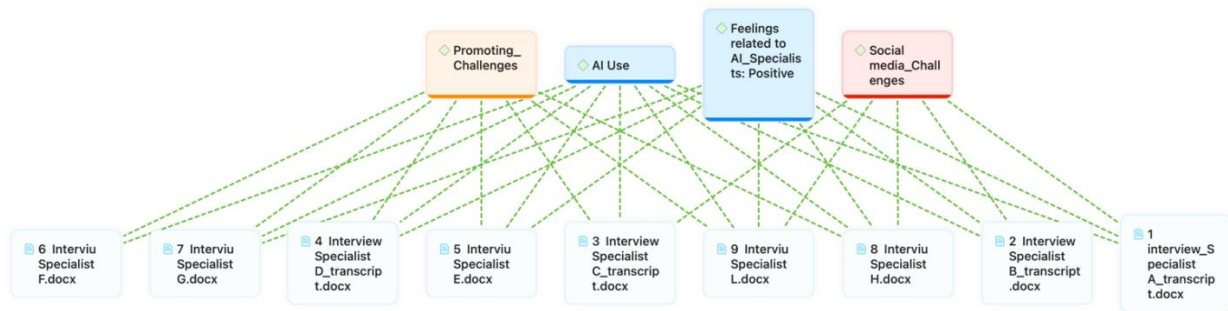 Promoting_
Challenges
AI Use
Feelings
related to
AI_Speciali
sts: Positive
Social
media_Chall
enges
6 Interviu
Specialist
F.docx
7 Interviu
Specialist
G.docx
4 Interview
Specialist
D_transcrip
t.docx
5 Interviu
Specialist
E.docx
3 Interview
Specialist
C_transcrip
t.docx
9 Interviu
Specialist
L.docx
8 Interviu
Specialist
H.docx
2 Interview
Specialist
B_transcript
.docx
1
interview_S
pecialist
A_transcrip
t.docx